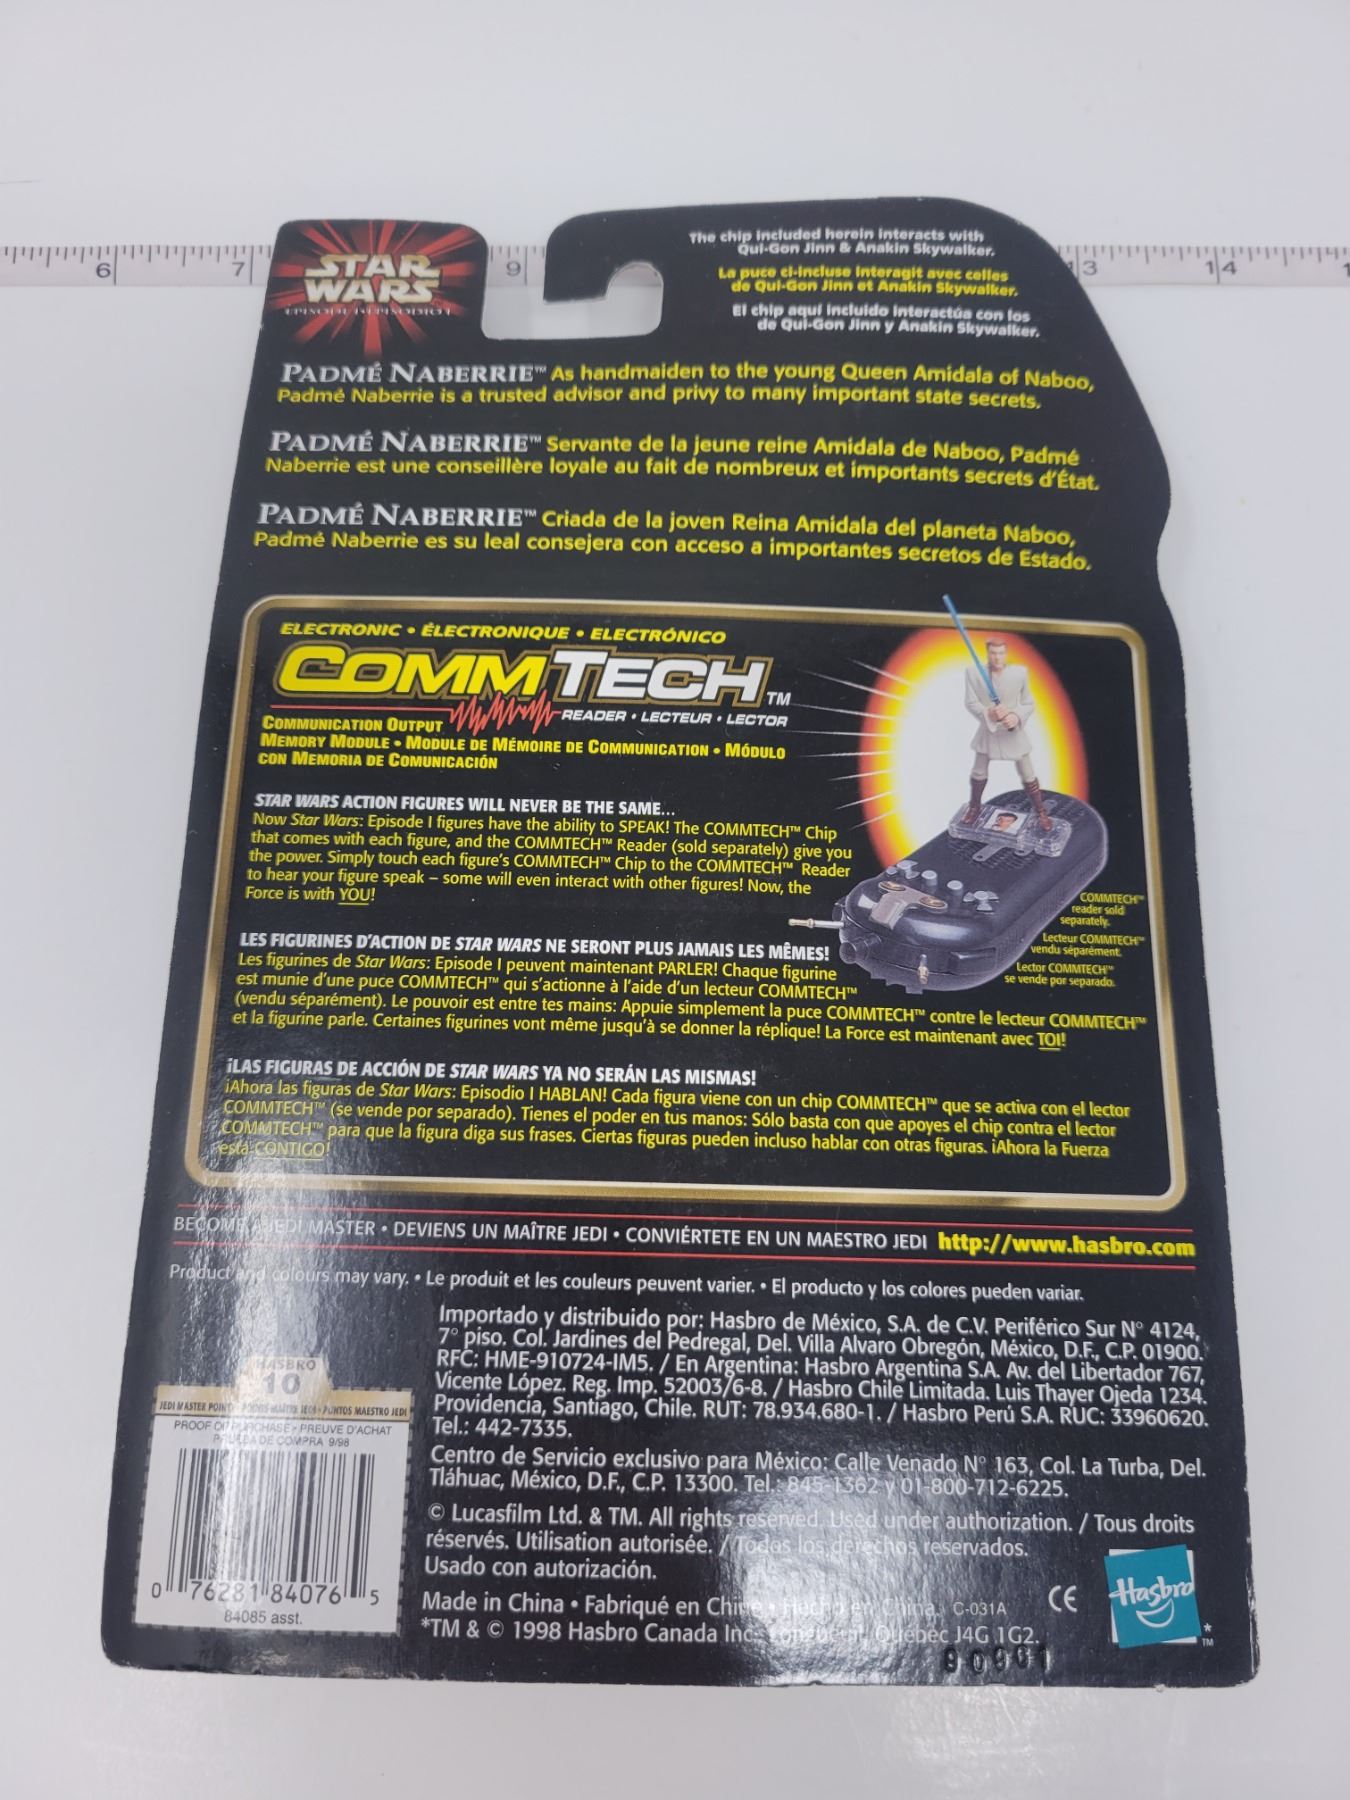 6 7 9 13 14
STAR
WARS
EPISODE I • EPISODIO I
The chip included herein interacts with
Qui-Gon Jinn & Anakin Skywalker.
La puce ci-incluse interagit avec celles
de Qui-Gon Jinn et Anakin Skywalker.
El chip aquí incluido interactúa con los
de Qui-Gon Jinn y Anakin Skywalker.
PADMÉ NABERRIE™ As handmaiden to the young Queen Amidala of Naboo,
Padmé Naberrie is a trusted advisor and privy to many important state secrets.
PADMÉ NABERRIE™ Servante de la jeune reine Amidala de Naboo, Padmé
Naberrie est une conseillère loyale au fait de nombreux et importants secrets d'État.
PADMÉ NABERRIE™ Criada de la joven Reina Amidala del planeta Naboo,
Padmé Naberrie es su leal consejera con acceso a importantes secretos de Estado.
ELECTRONIC • ÉLECTRONIQUE • ELECTRÓNICO
COMMTECH™
READER • LECTEUR • LECTOR
COMMUNICATION OUTPUT
MEMORY MODULE • MODULE DE MÉMOIRE DE COMMUNICATION • MÓDULO
CON MEMORIA DE COMUNICACIÓN
STAR WARS ACTION FIGURES WILL NEVER BE THE SAME...
Now Star Wars: Episode I figures have the ability to SPEAK! The COMMTECH™ Chip
that comes with each figure, and the COMMTECH™ Reader (sold separately) give you
the power. Simply touch each figure's COMMTECH™ Chip to the COMMTECH™ Reader
to hear your figure speak – some will even interact with other figures! Now, the
Force is with YOU!
COMMTECH™
reader sold
separately.
Lecteur COMMTECH™
vendu séparément.
Lector COMMTECH™
se vende por separado.
LES FIGURINES D'ACTION DE STAR WARS NE SERONT PLUS JAMAIS LES MÊMES!
Les figurines de Star Wars: Episode I peuvent maintenant PARLER! Chaque figurine
est munie d'une puce COMMTECH™ qui s'actionne à l'aide d'un lecteur COMMTECH™
(vendu séparément). Le pouvoir est entre tes mains: Appuie simplement la puce COMMTECH™ contre le lecteur COMMTECH™
et la figurine parle. Certaines figurines vont même jusqu'à se donner la réplique! La Force est maintenant avec TOI!
¡LAS FIGURAS DE ACCIÓN DE STAR WARS YA NO SERÁN LAS MISMAS!
¡Ahora las figuras de Star Wars: Episodio I HABLAN! Cada figura viene con un chip COMMTECH™ que se activa con el lector
COMMTECH™ (se vende por separado). Tienes el poder en tus manos: Sólo basta con que apoyes el chip contra el lector
COMMTECH™ para que la figura diga sus frases. Ciertas figuras pueden incluso hablar con otras figuras. ¡Ahora la Fuerza
está CONTIGO!
BECOME A JEDI MASTER • DEVIENS UN MAÎTRE JEDI • CONVIÉRTETE EN UN MAESTRO JEDI http://www.hasbro.com
Product and colours may vary. • Le produit et les couleurs peuvent varier. • El producto y los colores pueden variar.
Importado y distribuido por: Hasbro de México, S.A. de C.V. Periférico Sur N° 4124,
7° piso. Col. Jardines del Pedregal, Del. Villa Alvaro Obregón, México, D.F., C.P. 01900.
RFC: HME-910724-IM5. / En Argentina: Hasbro Argentina S.A. Av. del Libertador 767,
Vicente López. Reg. Imp. 52003/6-8. / Hasbro Chile Limitada. Luis Thayer Ojeda 1234.
Providencia, Santiago, Chile. RUT: 78.934.680-1. / Hasbro Perú S.A. RUC: 33960620.
Tel.: 442-7335.
Centro de Servicio exclusivo para México: Calle Venado N° 163, Col. La Turba, Del.
Tláhuac, México, D.F., C.P. 13300. Tel.: 845-1362 y 01-800-712-6225.
© Lucasfilm Ltd. & TM. All rights reserved. Used under authorization. / Tous droits
réservés. Utilisation autorisée. / Todos los derechos reservados.
Usado con autorización.
Made in China • Fabriqué en Chine • Hecho en China. C-031A
*TM & © 1998 Hasbro Canada Inc. Longueuil, Québec J4G 1G2.
CE
Hasbro
*
TM
HASBRO
10
JEDI MASTER POINTS • POINTS MAÎTRE JEDI • PUNTOS MAESTRO JEDI
PROOF OF PURCHASE • PREUVE D'ACHAT
PRUEBA DE COMPRA 9/98
0 76281 84076 5
84085 asst.